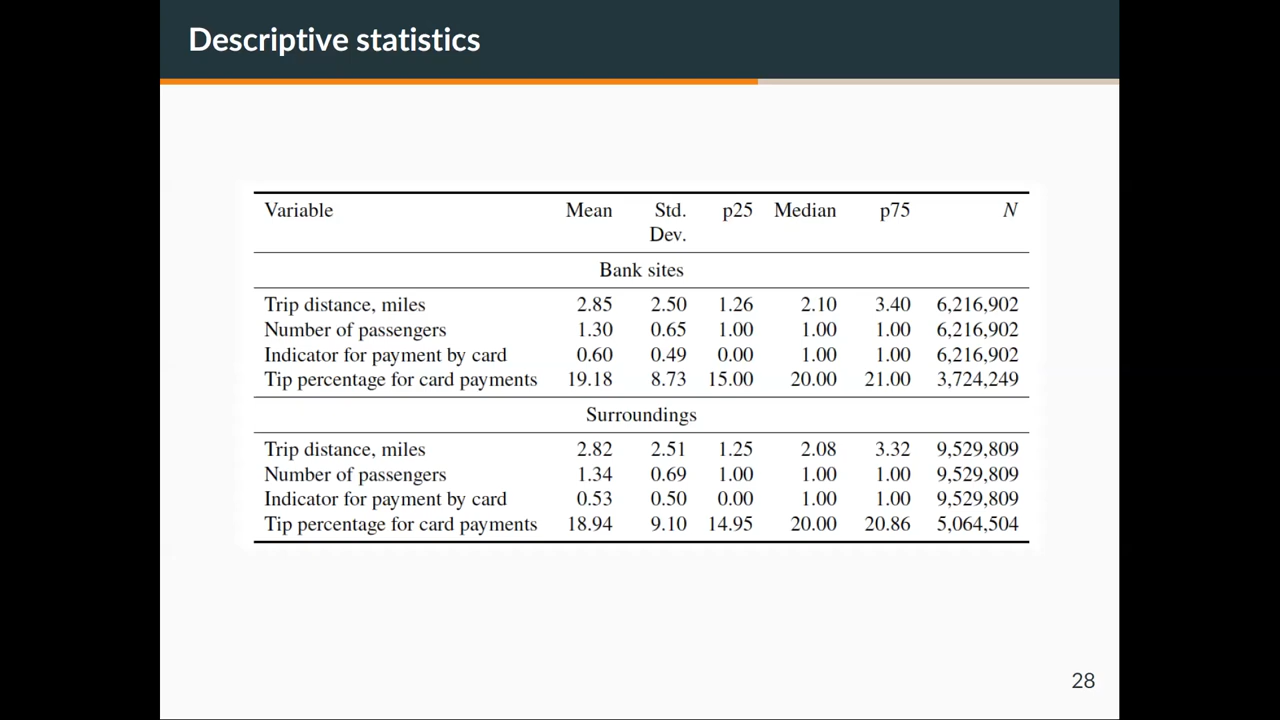 Descriptive statistics
Variable Mean Std. p25 Median p75 N
Dev.
Bank sites
Trip distance, miles 2.85 2.50 1.26 2.10 3.40 6,216,902
Number of passengers 1.30 0.65 1.00 1.00 1.00 6,216,902
Indicator for payment by card 0.60 0.49 0.00 1.00 1.00 6,216,902
Tip percentage for card payments 19.18 8.73 15.00 20.00 21.00 3,724,249
Surroundings
Trip distance, miles 2.82 2.51 1.25 2.08 3.32 9,529,809
Number of passengers 1.34 0.69 1.00 1.00 1.00 9,529,809
Indicator for payment by card 0.53 0.50 0.00 1.00 1.00 9,529,809
Tip percentage for card payments 18.94 9.10 14.95 20.00 20.86 5,064,504
28